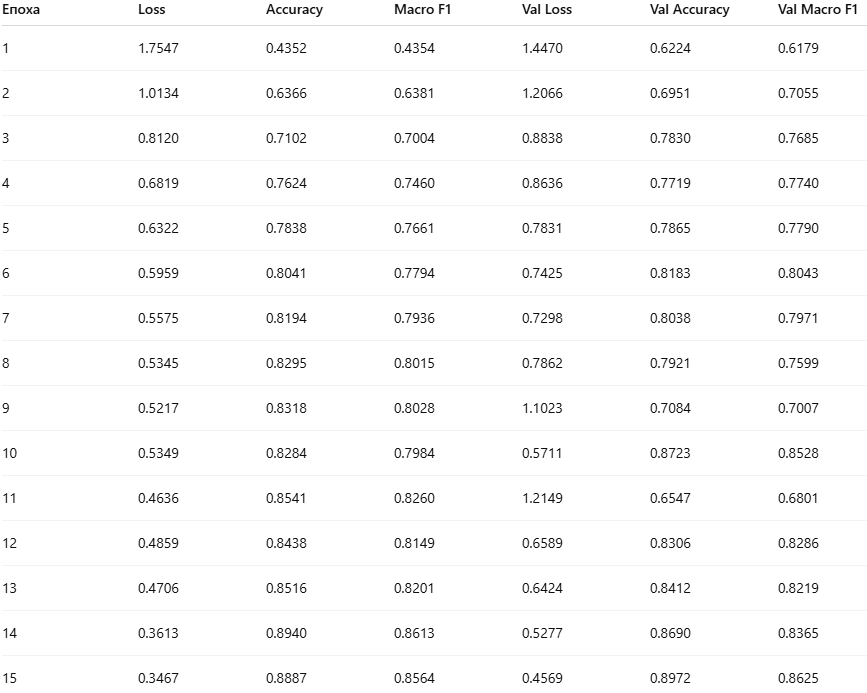 Епоха Loss Accuracy Macro F1 Val Loss Val Accuracy Val Macro F1
1 1.7547 0.4352 0.4354 1.4470 0.6224 0.6179
2 1.0134 0.6366 0.6381 1.2066 0.6951 0.7055
3 0.8120 0.7102 0.7004 0.8838 0.7830 0.7685
4 0.6819 0.7624 0.7460 0.8636 0.7719 0.7740
5 0.6322 0.7838 0.7661 0.7831 0.7865 0.7790
6 0.5959 0.8041 0.7794 0.7425 0.8183 0.8043
7 0.5575 0.8194 0.7936 0.7298 0.8038 0.7971
8 0.5345 0.8295 0.8015 0.7862 0.7921 0.7599
9 0.5217 0.8318 0.8028 1.1023 0.7084 0.7007
10 0.5349 0.8284 0.7984 0.5711 0.8723 0.8528
11 0.4636 0.8541 0.8260 1.2149 0.6547 0.6801
12 0.4859 0.8438 0.8149 0.6589 0.8306 0.8286
13 0.4706 0.8516 0.8201 0.6424 0.8412 0.8219
14 0.3613 0.8940 0.8613 0.5277 0.8690 0.8365
15 0.3467 0.8887 0.8564 0.4569 0.8972 0.8625